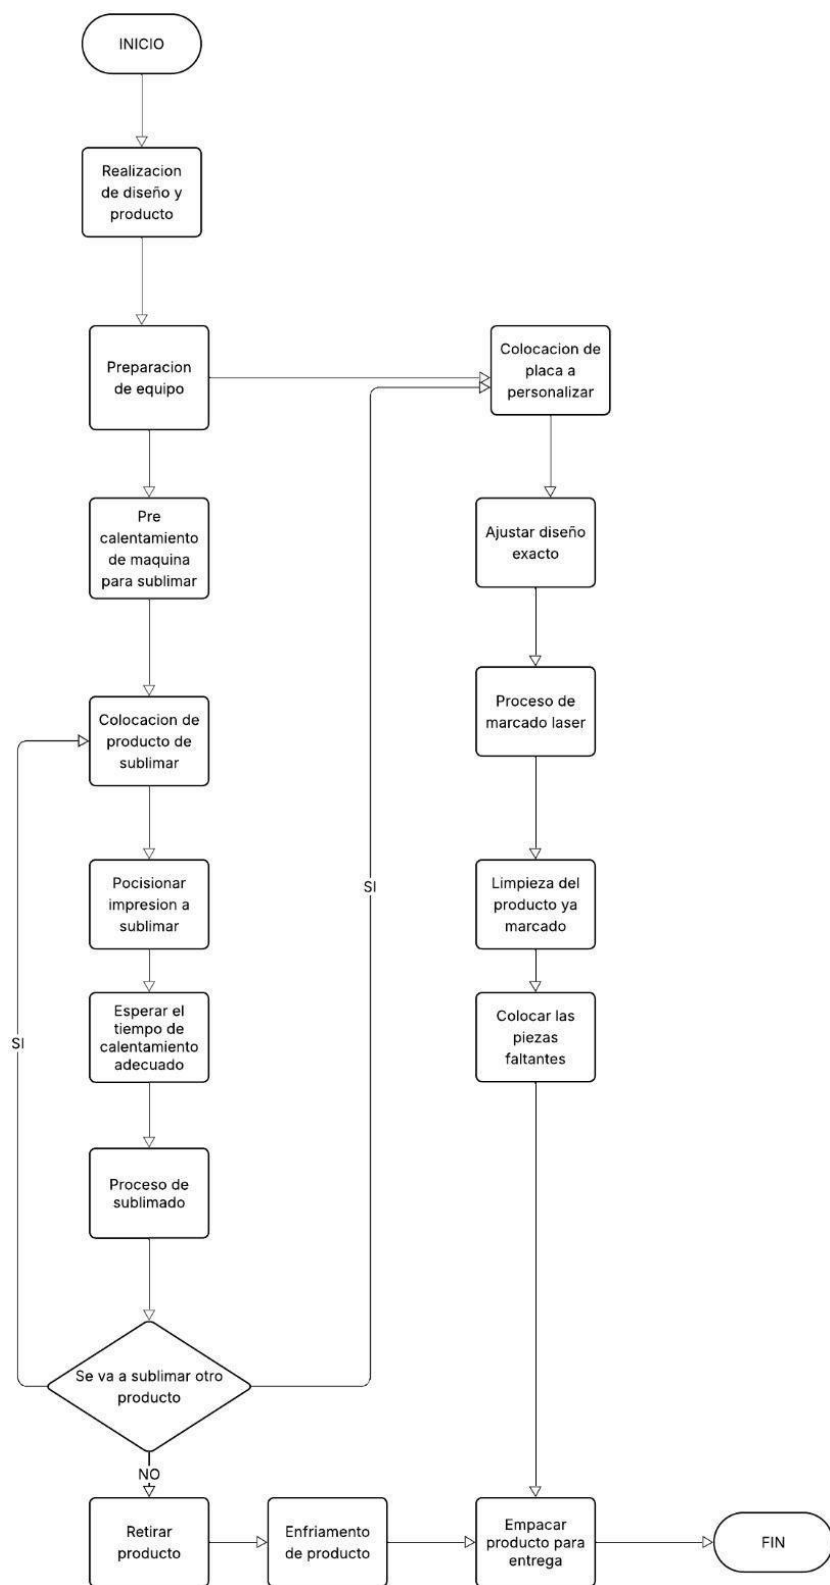 INICIO
Realizacion
de diseño y
producto
Preparacion
de equipo
Colocacion de
placa a
personalizar
Pre
calentamiento
de maquina
para sublimar
Ajustar diseño
exacto
Colocacion de
producto de
sublimar
Proceso de
marcado laser
Pocisionar
impresion a
sublimar
SI
Limpieza del
producto ya
marcado
SI
Esperar el
tiempo de
calentamiento
adecuado
Colocar las
piezas
faltantes
Proceso de
sublimado
Se va a sublimar otro
producto
NO
Retirar
producto
Enfriamento
de producto
Empacar
producto para
entrega
FIN